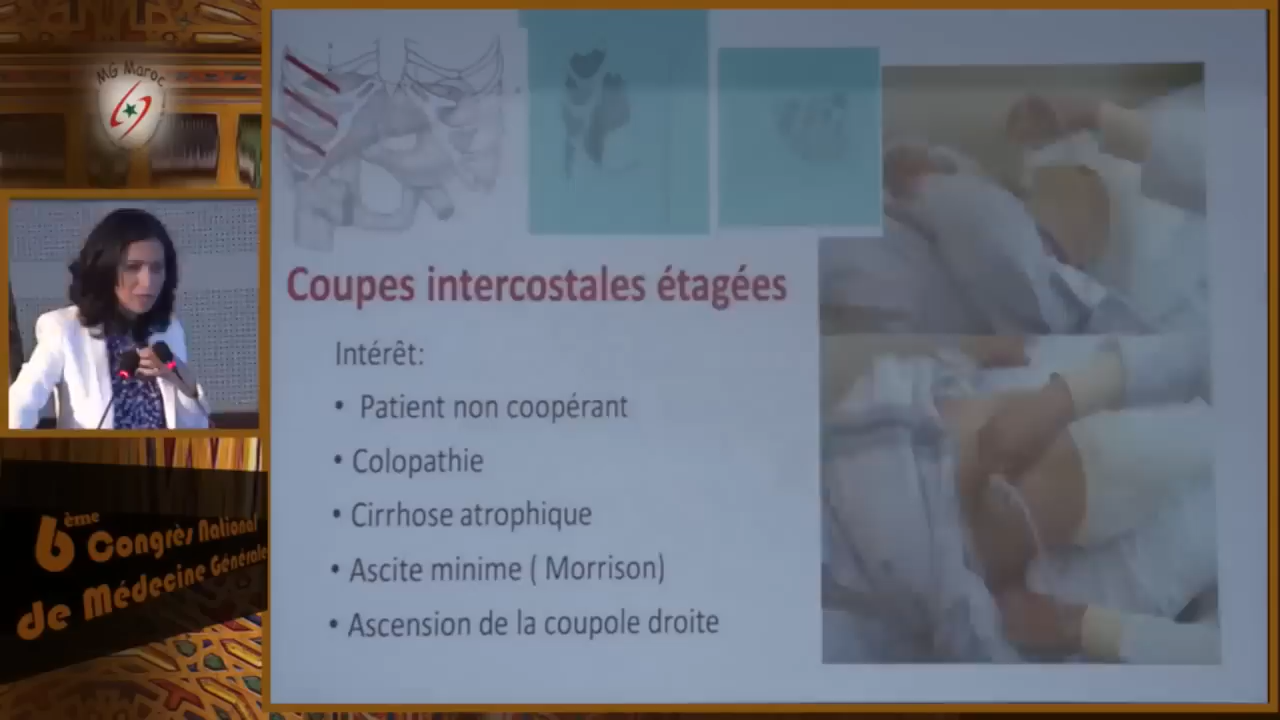 MG Maroc
Coupes intercostales étagées
Intérêt:
• Patient non coopérant
• Colopathie
• Cirrhose atrophique
• Ascite minime ( Morrison)
• Ascension de la coupole droite
6ème Congrès National
de Médecine Générale